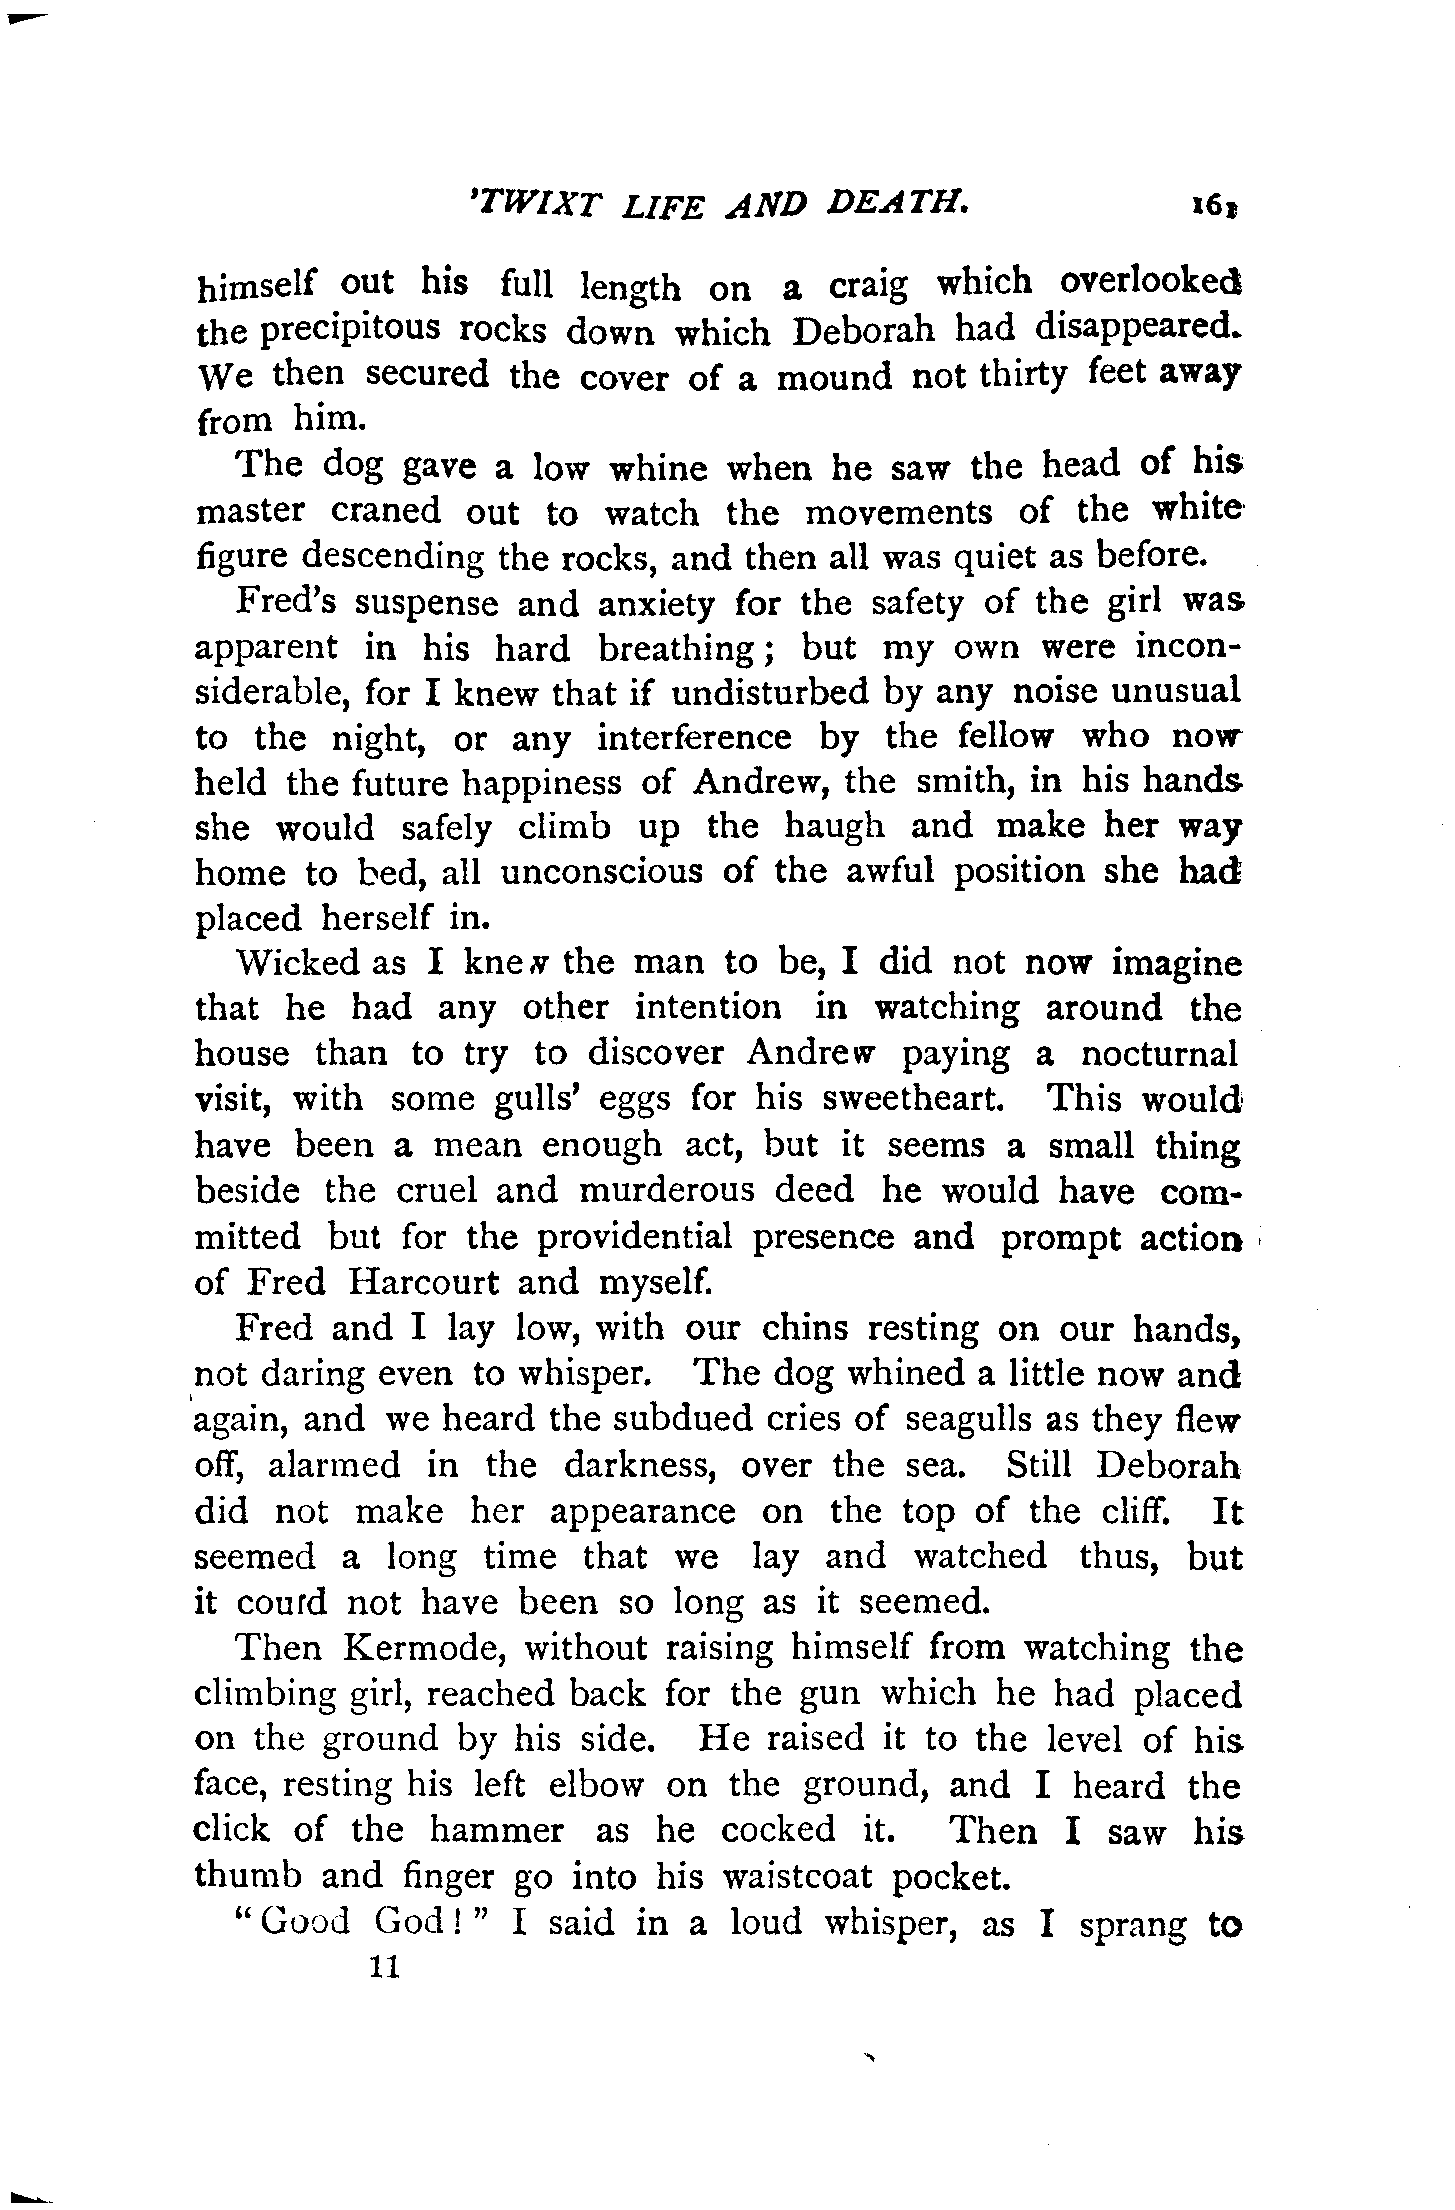 'TWIXT LIFE AND DEATH. 161
himself out his full length on a craig which overlooked
the precipitous rocks down which Deborah had disappeared.
We then secured the cover of a mound not thirty feet away
from him.
The dog gave a low whine when he saw the head of his
master craned out to watch the movements of the white
figure descending the rocks, and then all was quiet as before.
Fred's suspense and anxiety for the safety of the girl was
apparent in his hard breathing; but my own were incon-
siderable, for I knew that if undisturbed by any noise unusual
to the night, or any interference by the fellow who now
held the future happiness of Andrew, the smith, in his hands
she would safely climb up the haugh and make her way
home to bed, all unconscious of the awful position she had
placed herself in.
Wicked as I knew the man to be, I did not now imagine
that he had any other intention in watching around the
house than to try to discover Andrew paying a nocturnal
visit, with some gulls' eggs for his sweetheart. This would
have been a mean enough act, but it seems a small thing
beside the cruel and murderous deed he would have com-
mitted but for the providential presence and prompt action
of Fred Harcourt and myself.
Fred and I lay low, with our chins resting on our hands,
not daring even to whisper. The dog whined a little now and
again, and we heard the subdued cries of seagulls as they flew
off, alarmed in the darkness, over the sea. Still Deborah
did not make her appearance on the top of the cliff. It
seemed a long time that we lay and watched thus, but
it could not have been so long as it seemed.
Then Kermode, without raising himself from watching the
climbing girl, reached back for the gun which he had placed
on the ground by his side. He raised it to the level of his
face, resting his left elbow on the ground, and I heard the
click of the hammer as he cocked it. Then I saw his
thumb and finger go into his waistcoat pocket.
"Good God!" I said in a loud whisper, as I sprang to
11